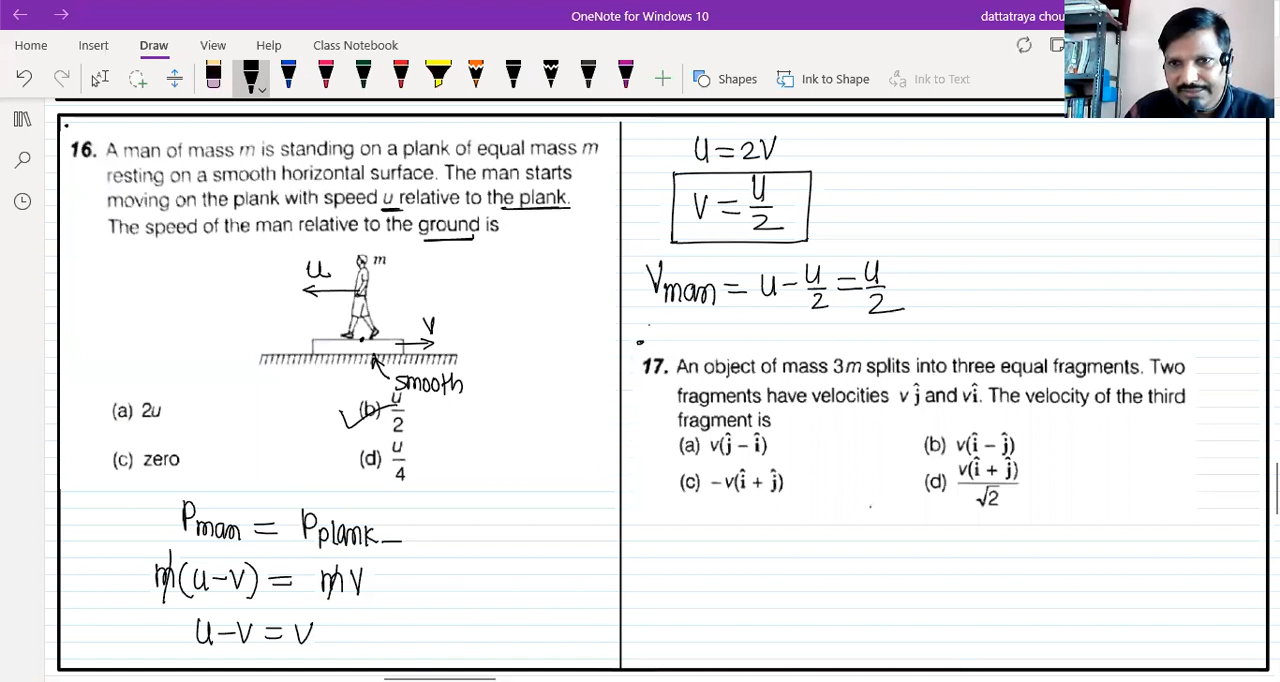 OneNote for Windows 10
dattatraya chou
Home Insert Draw View Help Class Notebook
Shapes Ink to Shape Ink to Text
16. A man of mass m is standing on a plank of equal mass m
resting on a smooth horizontal surface. The man starts
moving on the plank with speed u relative to the plank.
The speed of the man relative to the ground is
m
u
v
smooth
(a) 2u
(b) u/2
(c) zero
(d) u/4
Pman = Pplank
m(u-v) = mv
u-v = v
u=2v
v = u/2
Vman = u - u/2 = u/2
17. An object of mass 3m splits into three equal fragments. Two
fragments have velocities v ĵ and vî. The velocity of the third
fragment is
(a) v(ĵ – î)
(b) v(î – ĵ)
(c) – v(î + ĵ)
(d) v(î + ĵ)/√2